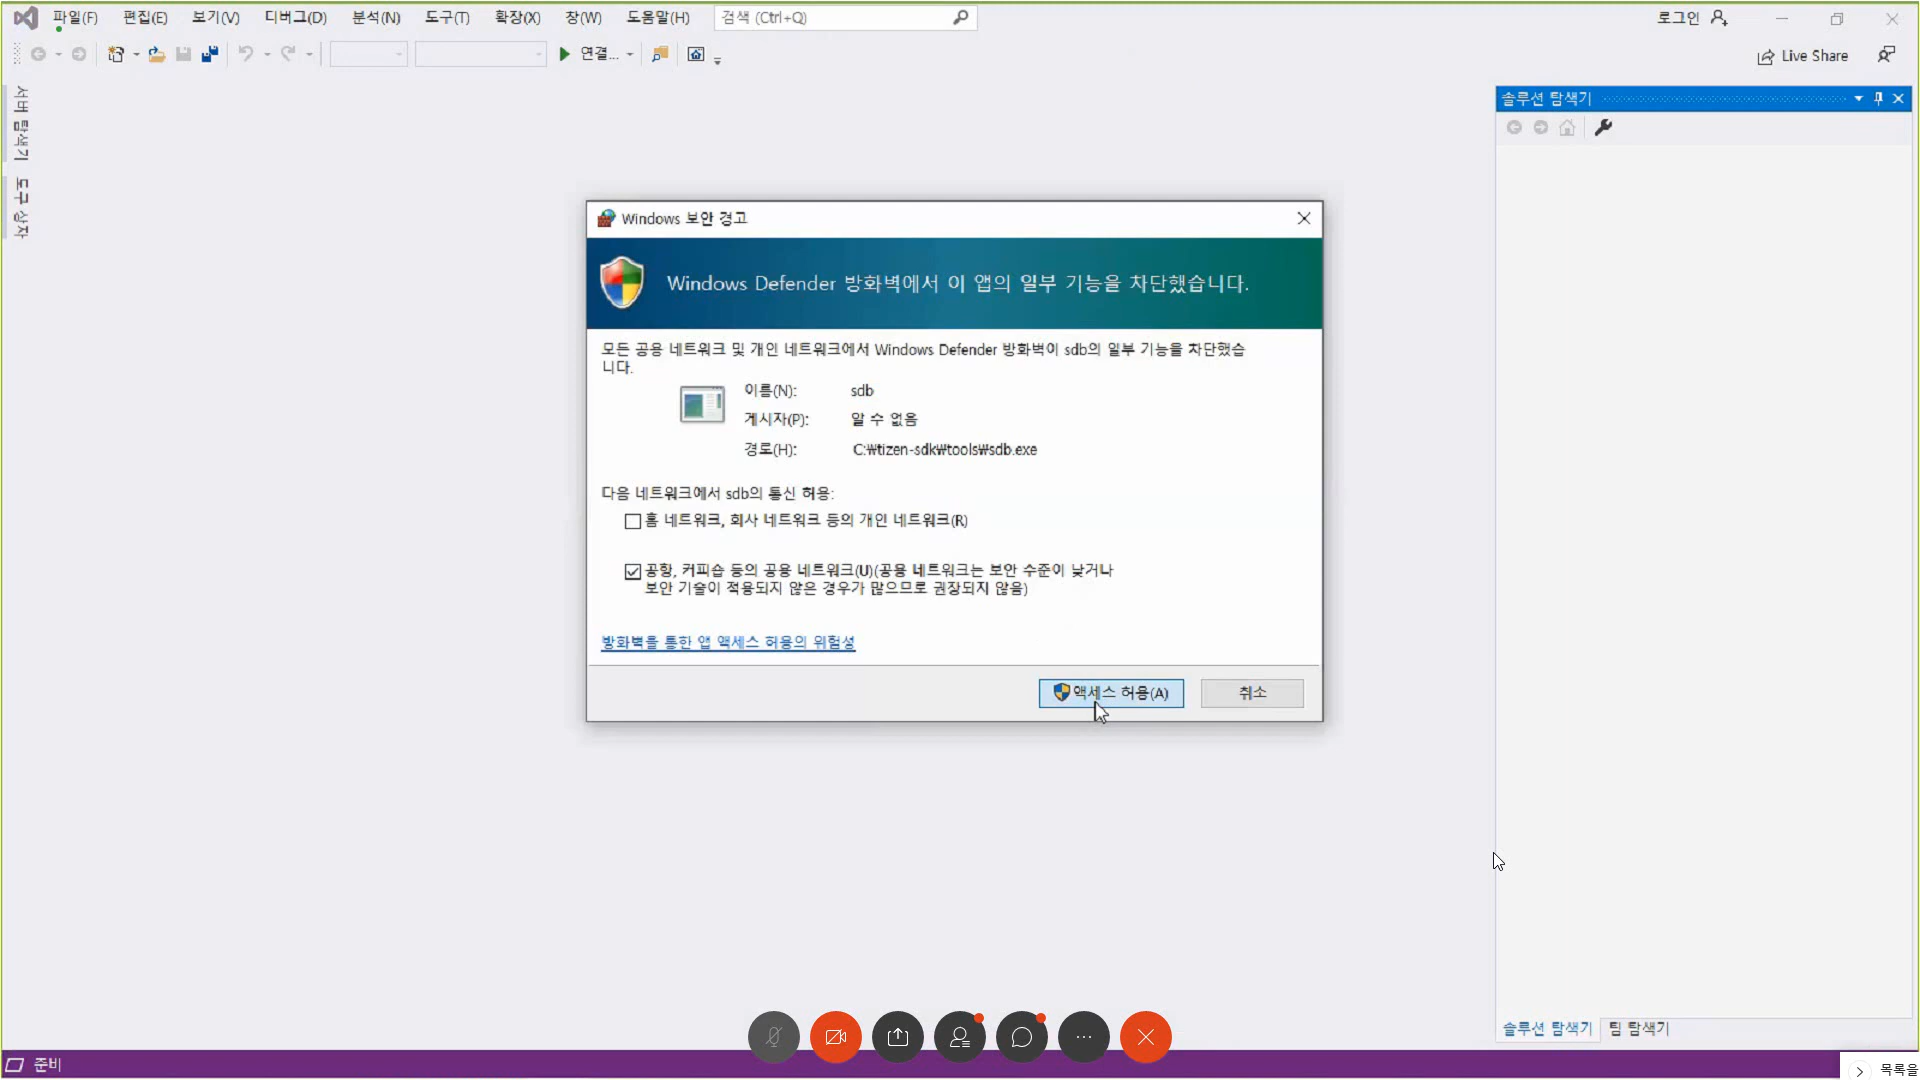 파일(F) 편집(E) 보기(V) 디버그(D) 분석(N) 도구(T) 확장(X) 창(W) 도움말(H) 검색 (Ctrl+Q) 로그인
연결... Live Share
서버 탐색기
도구 상자
솔루션 탐색기
Windows 보안 경고
Windows Defender 방화벽에서 이 앱의 일부 기능을 차단했습니다.
모든 공용 네트워크 및 개인 네트워크에서 Windows Defender 방화벽이 sdb의 일부 기능을 차단했습
니다.
이름(N): sdb
게시자(P): 알 수 없음
경로(H): C:₩tizen-sdk₩tools₩sdb.exe
다음 네트워크에서 sdb의 통신 허용:
홈 네트워크, 회사 네트워크 등의 개인 네트워크(R)
공항, 커피숍 등의 공용 네트워크(U)(공용 네트워크는 보안 수준이 낮거나
보안 기술이 적용되지 않은 경우가 많으므로 권장되지 않음)
방화벽을 통한 앱 액세스 허용의 위험성
액세스 허용(A) 취소
솔루션 탐색기 팀 탐색기
준비
목록을